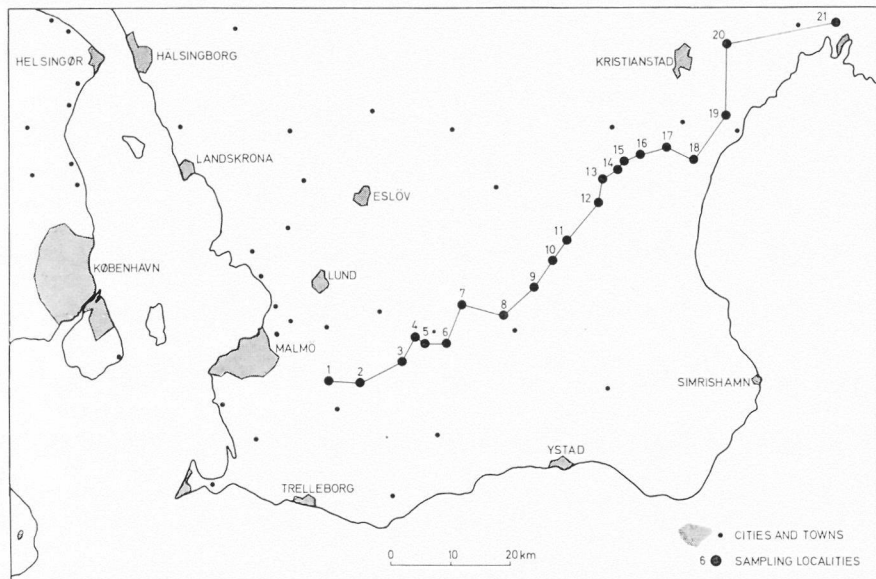 21
20
HELSINGØR
HALSINGBORG
KRISTIANSTAD
19
17
16
15
18
14
13
LANDSKRONA
ESLÖV
12
11
KØBENHAVN
10
LUND
9
7
8
4
5
6
MALMÖ
3
1
2
SIMRISHAMN
YSTAD
TRELLEBORG
CITIES AND TOWNS
0 10 20 km
6 SAMPLING LOCALITIES